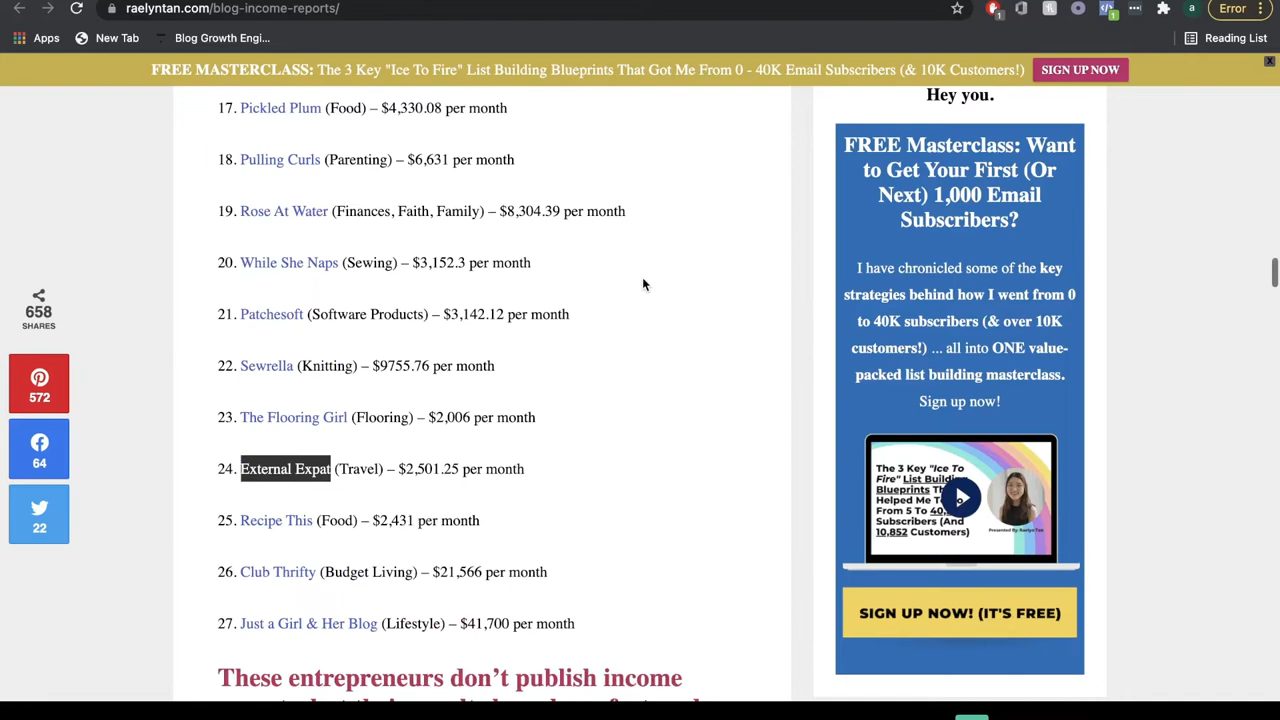 raelyntan.com/blog-income-reports/
Error
Apps
New Tab
Blog Growth Engi...
Reading List
FREE MASTERCLASS: The 3 Key "Ice To Fire" List Building Blueprints That Got Me From 0 - 40K Email Subscribers (& 10K Customers!)
SIGN UP NOW
X
17. Pickled Plum (Food) – $4,330.08 per month
18. Pulling Curls (Parenting) – $6,631 per month
19. Rose At Water (Finances, Faith, Family) – $8,304.39 per month
20. While She Naps (Sewing) – $3,152.3 per month
21. Patchesoft (Software Products) – $3,142.12 per month
22. Sewrella (Knitting) – $9755.76 per month
23. The Flooring Girl (Flooring) – $2,006 per month
24. External Expat (Travel) – $2,501.25 per month
25. Recipe This (Food) – $2,431 per month
26. Club Thrifty (Budget Living) – $21,566 per month
27. Just a Girl & Her Blog (Lifestyle) – $41,700 per month
These entrepreneurs don’t publish income
658
SHARES
572
64
22
Hey you.
FREE Masterclass: Want
to Get Your First (Or
Next) 1,000 Email
Subscribers?
I have chronicled some of the key
strategies behind how I went from 0
to 40K subscribers (& over 10K
customers!) ... all into ONE value-
packed list building masterclass.
Sign up now!
The 3 Key "Ice To
Fire" List Building
Blueprints
Helped Me To
From 5 To
Subscribers (And
10,852 Customers)
Presented By: Raelyn Tan
SIGN UP NOW! (IT'S FREE)